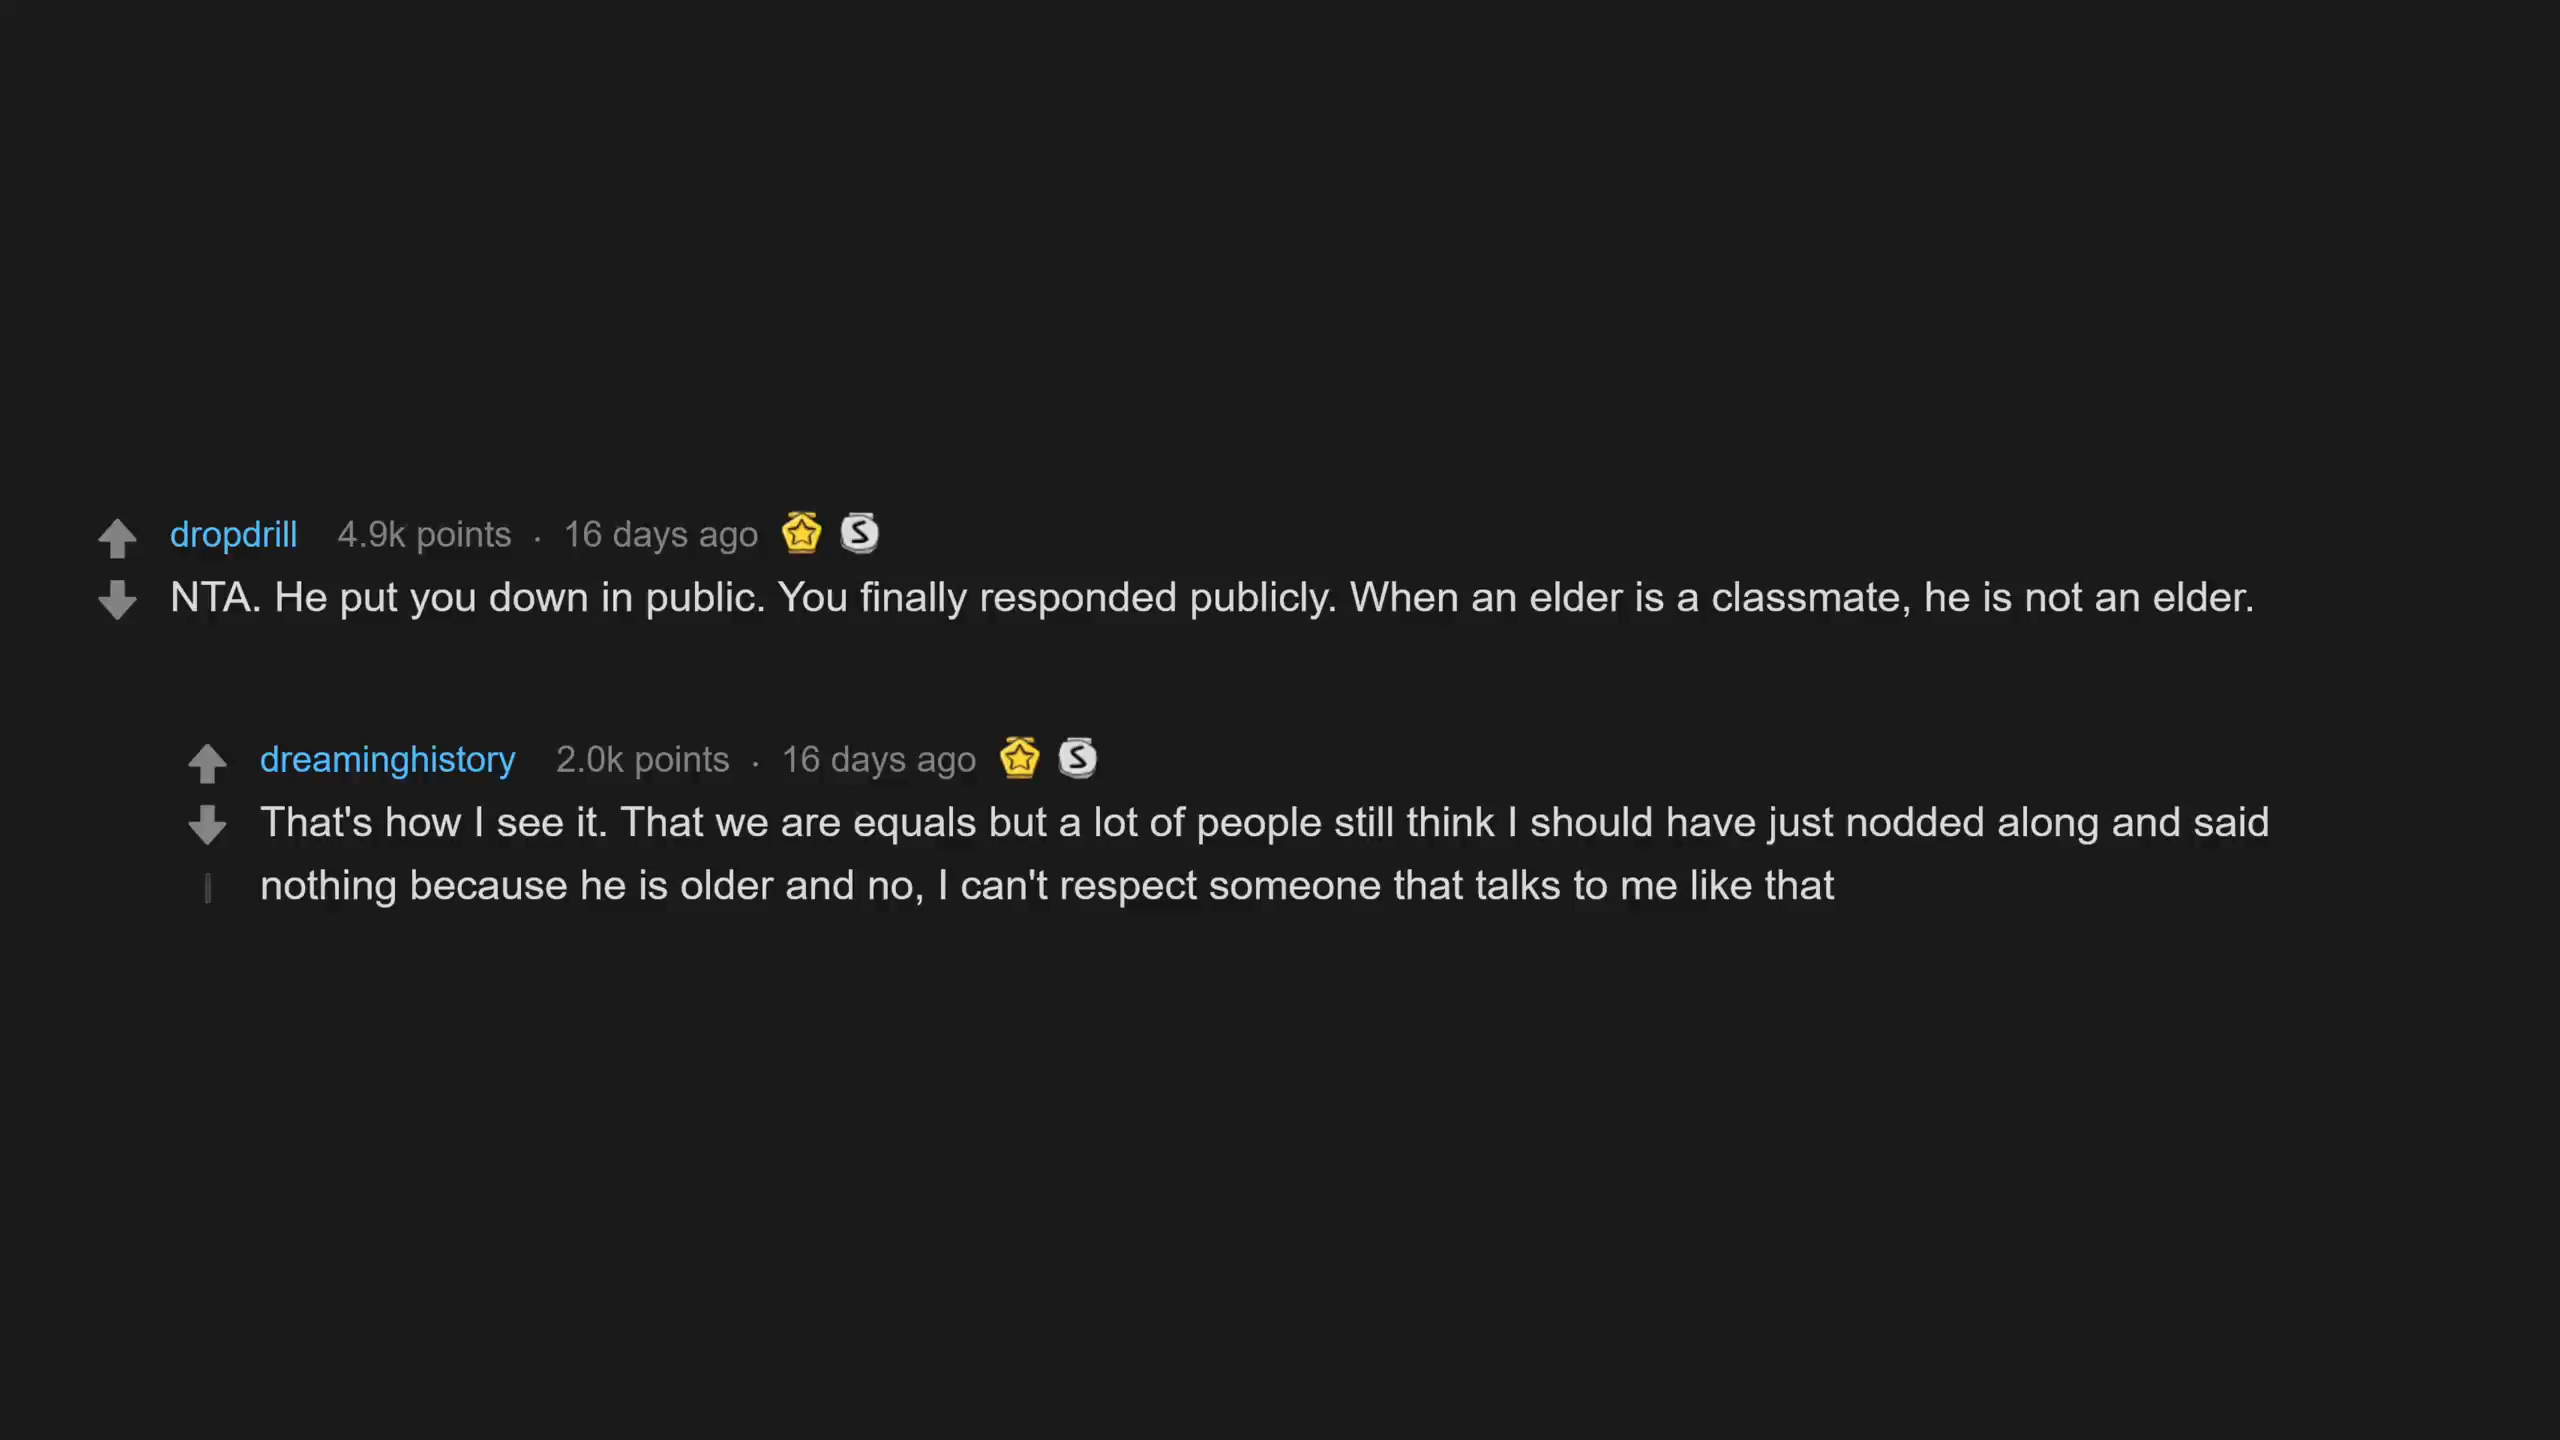 dropdrill 4.9k points · 16 days ago S
NTA. He put you down in public. You finally responded publicly. When an elder is a classmate, he is not an elder.
dreaminghistory 2.0k points · 16 days ago S
That's how I see it. That we are equals but a lot of people still think I should have just nodded along and said
nothing because he is older and no, I can't respect someone that talks to me like that